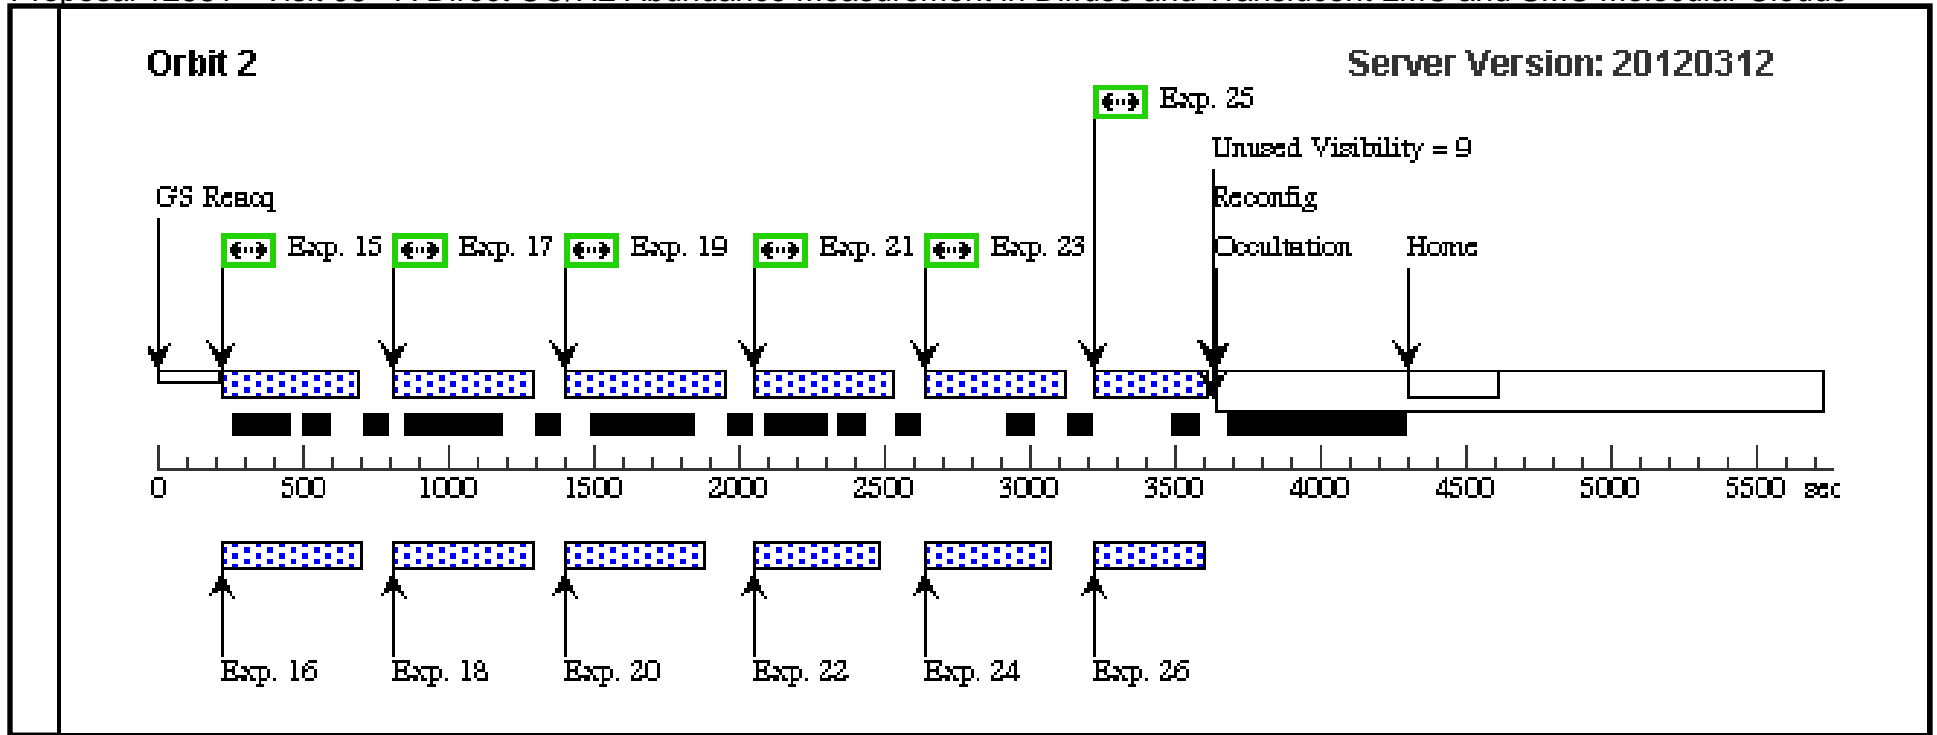 Orbit 2
Server Version: 20120312
Exp. 25
Unused Visibility = 9
GS Reacq
Reconfig
Exp. 15
Exp. 17
Exp. 19
Exp. 21
Exp. 23
Occultation
Home
0
500
1000
1500
2000
2500
3000
3500
4000
4500
5000
5500
sec
Exp. 16
Exp. 18
Exp. 20
Exp. 22
Exp. 24
Exp. 26